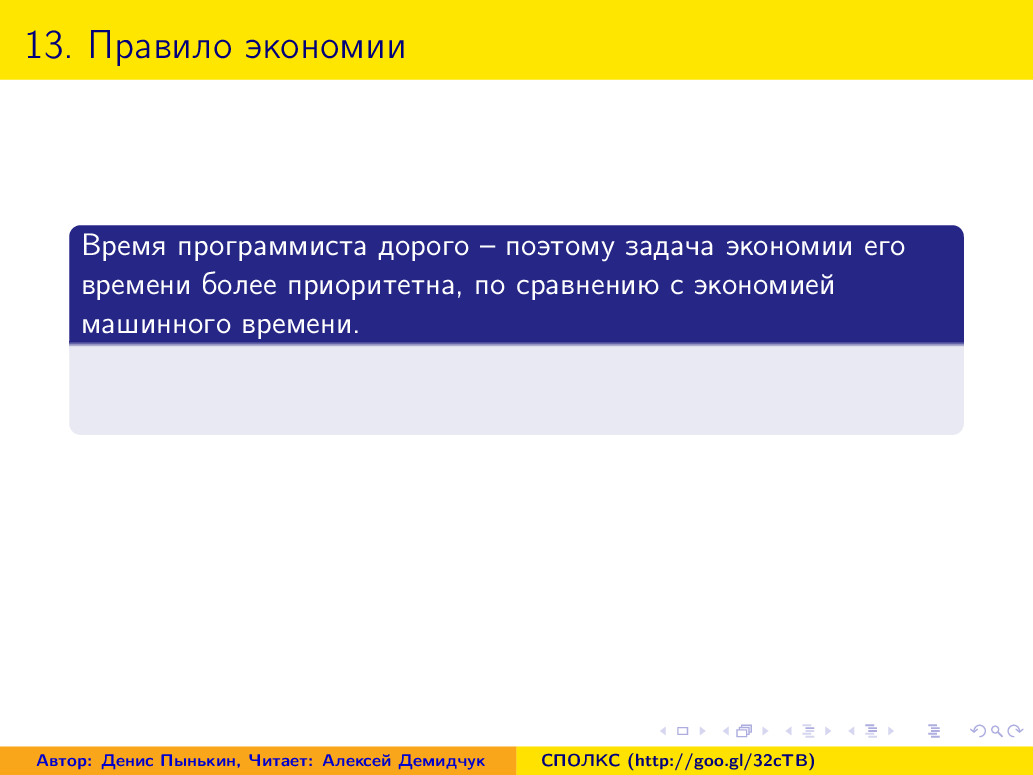 13. Правило экономии
Время программиста дорого – поэтому задача экономии его
времени более приоритетна, по сравнению с экономией
машинного времени.
Автор: Денис Пынькин, Читает: Алексей Демидчук
СПОЛКС (http://goo.gl/32cTB)